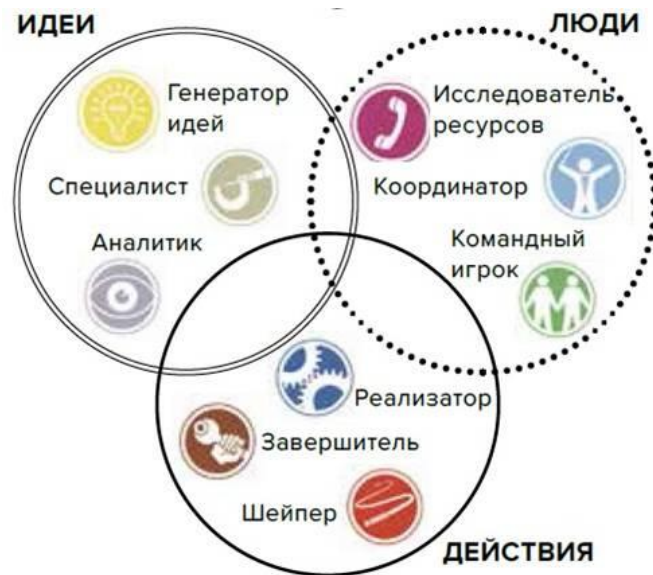 ИДЕИ
ЛЮДИ
Генератор
идей
Специалист
Аналитик
Исследователь
ресурсов
Координатор
Командный
игрок
Реализатор
Завершитель
Шейпер
ДЕЙСТВИЯ